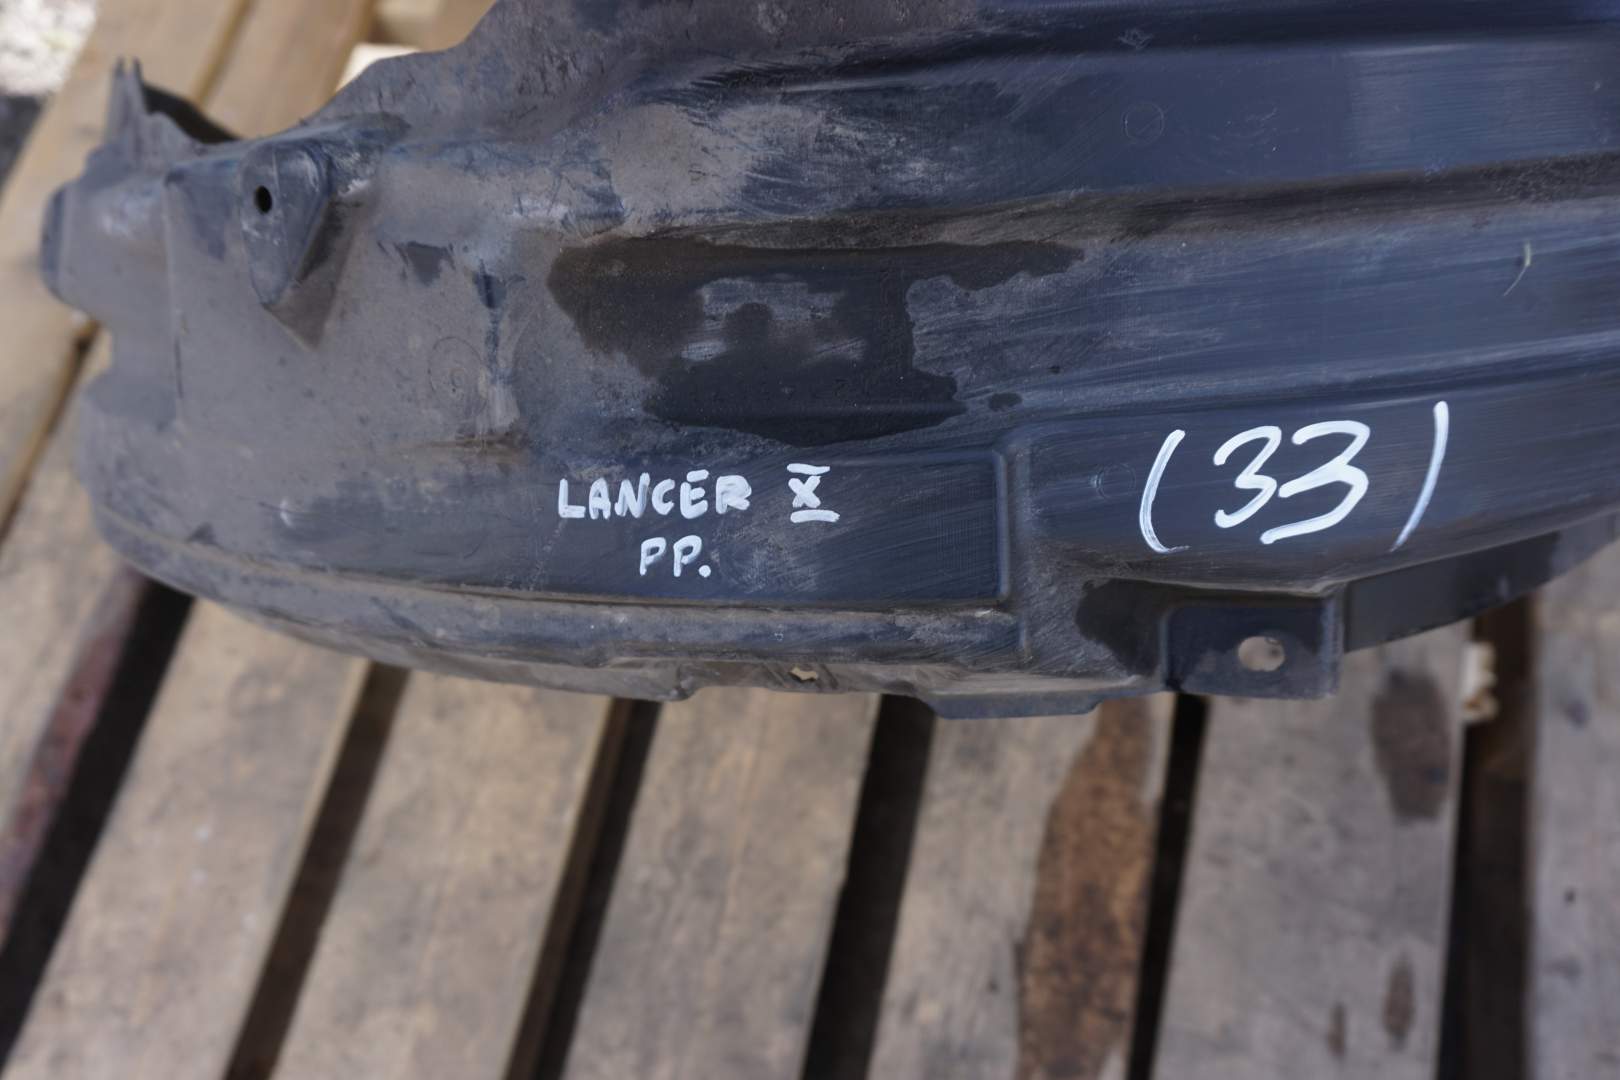 LANCER X (33)
PP.